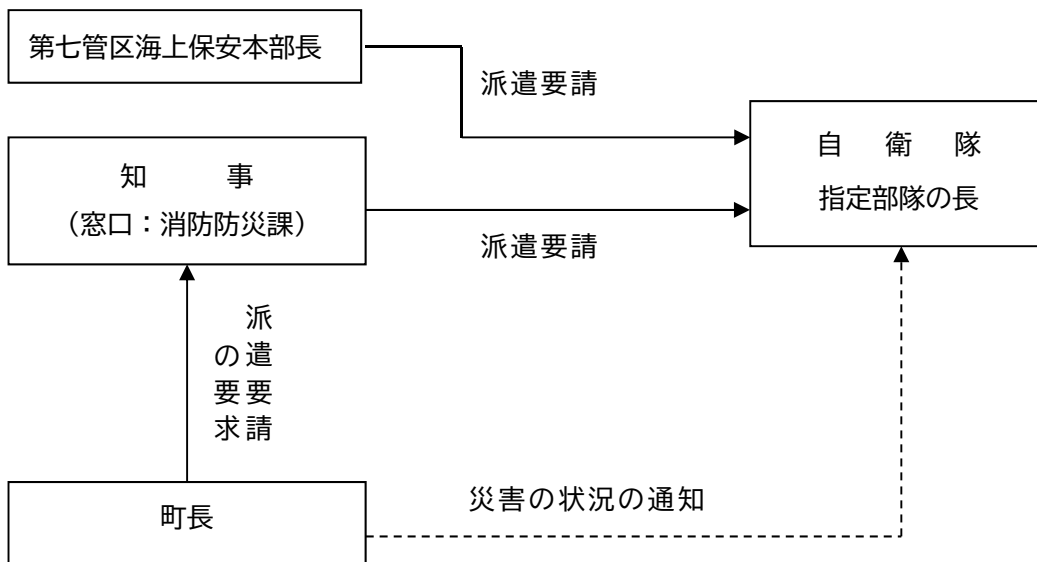 第七管区海上保安本部長
派遣要請
自　衛　隊
指定部隊の長
知　　事
（窓口：消防防災課）
派遣要請
派遣要請
の要求
災害の状況の通知
町長